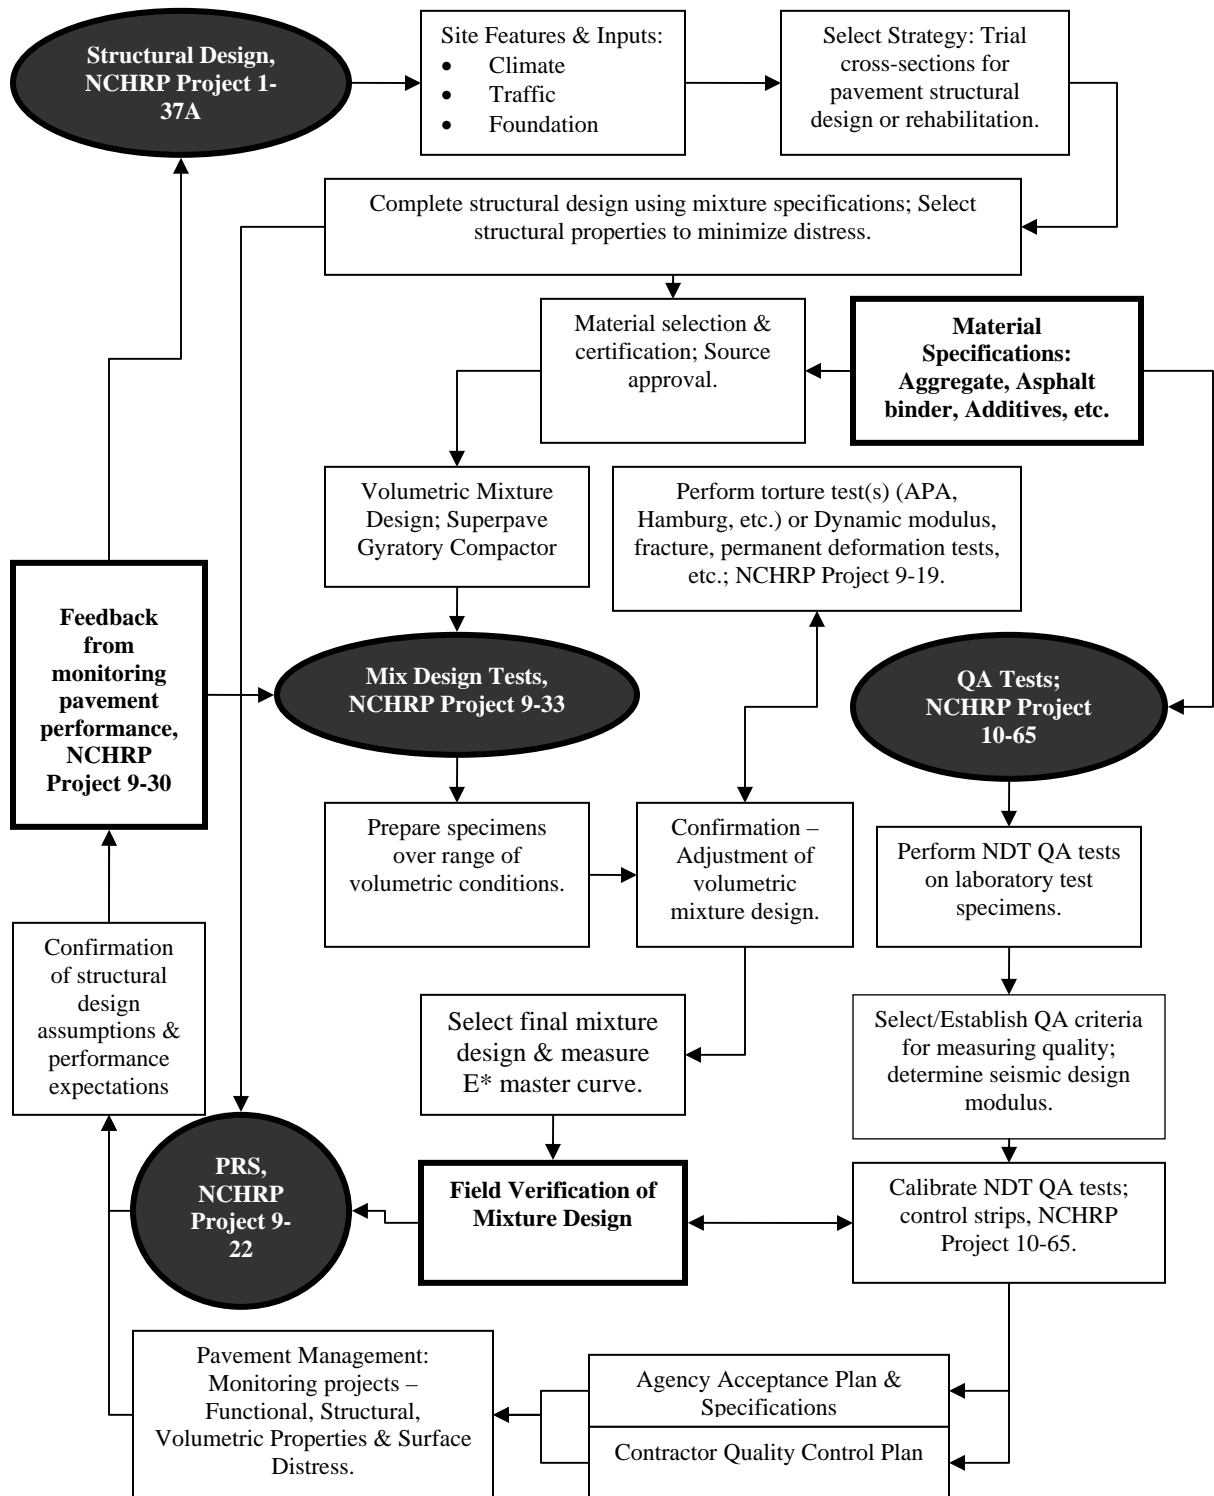 Structural Design,
NCHRP Project 1-
37A
Site Features & Inputs:
• Climate
• Traffic
• Foundation
Select Strategy: Trial
cross-sections for
pavement structural
design or rehabilitation.
Complete structural design using mixture specifications; Select
structural properties to minimize distress.
Material selection &
certification; Source
approval.
Material
Specifications:
Aggregate, Asphalt
binder, Additives, etc.
Volumetric Mixture
Design; Superpave
Gyratory Compactor
Perform torture test(s) (APA,
Hamburg, etc.) or Dynamic modulus,
fracture, permanent deformation tests,
etc.; NCHRP Project 9-19.
Feedback
from
monitoring
pavement
performance,
NCHRP
Project 9-30
Mix Design Tests,
NCHRP Project 9-33
QA Tests;
NCHRP Project
10-65
Prepare specimens
over range of
volumetric conditions.
Confirmation –
Adjustment of
volumetric
mixture design.
Perform NDT QA tests
on laboratory test
specimens.
Confirmation
of structural
design
assumptions &
performance
expectations
Select final mixture
design & measure
E* master curve.
Select/Establish QA criteria
for measuring quality;
determine seismic design
modulus.
PRS,
NCHRP
Project 9-
22
Field Verification of
Mixture Design
Calibrate NDT QA tests;
control strips, NCHRP
Project 10-65.
Pavement Management:
Monitoring projects –
Functional, Structural,
Volumetric Properties & Surface
Distress.
Agency Acceptance Plan &
Specifications
Contractor Quality Control Plan